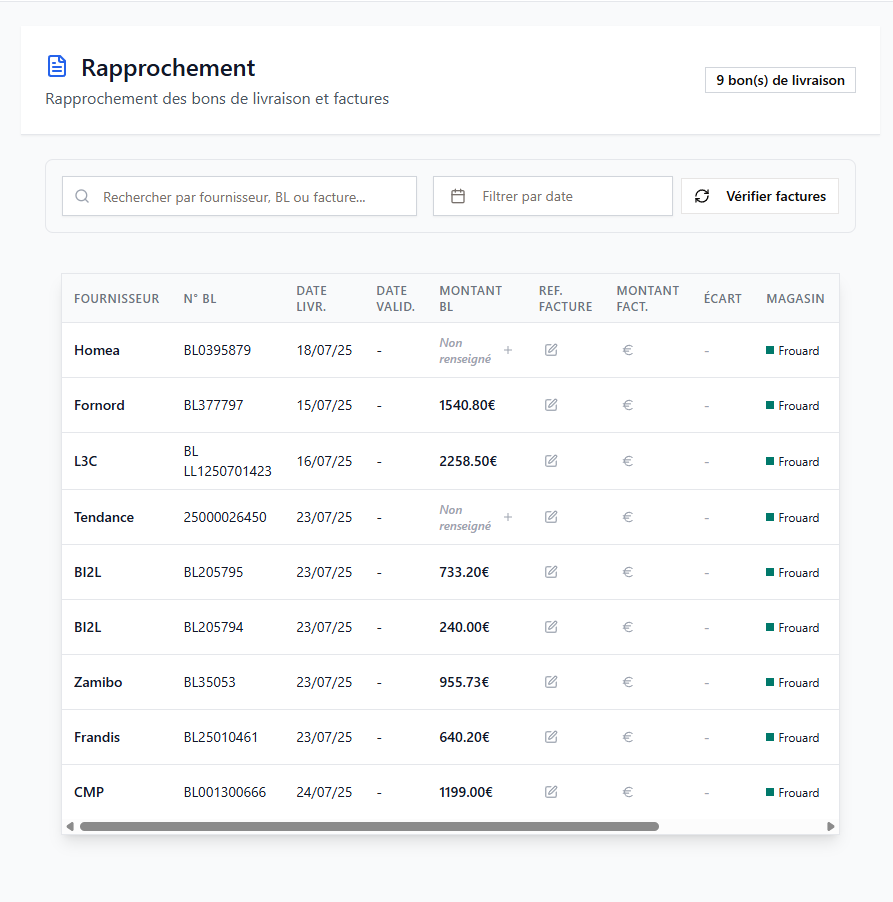 Rapprochement
Rapprochement des bons de livraison et factures
9 bon(s) de livraison
Rechercher par fournisseur, BL ou facture...
Filtrer par date
Vérifier factures
FOURNISSEUR N° BL DATE LIVR. DATE VALID. MONTANT BL REF. FACTURE MONTANT FACT. ÉCART MAGASIN
Homea BL0395879 18/07/25 - Non renseigné + € - Frouard
Fornord BL377797 15/07/25 - 1540.80€ € - Frouard
L3C BL LL1250701423 16/07/25 - 2258.50€ € - Frouard
Tendance 25000026450 23/07/25 - Non renseigné + € - Frouard
BI2L BL205795 23/07/25 - 733.20€ € - Frouard
BI2L BL205794 23/07/25 - 240.00€ € - Frouard
Zamibo BL35053 23/07/25 - 955.73€ € - Frouard
Frandis BL25010461 23/07/25 - 640.20€ € - Frouard
CMP BL001300666 24/07/25 - 1199.00€ € - Frouard